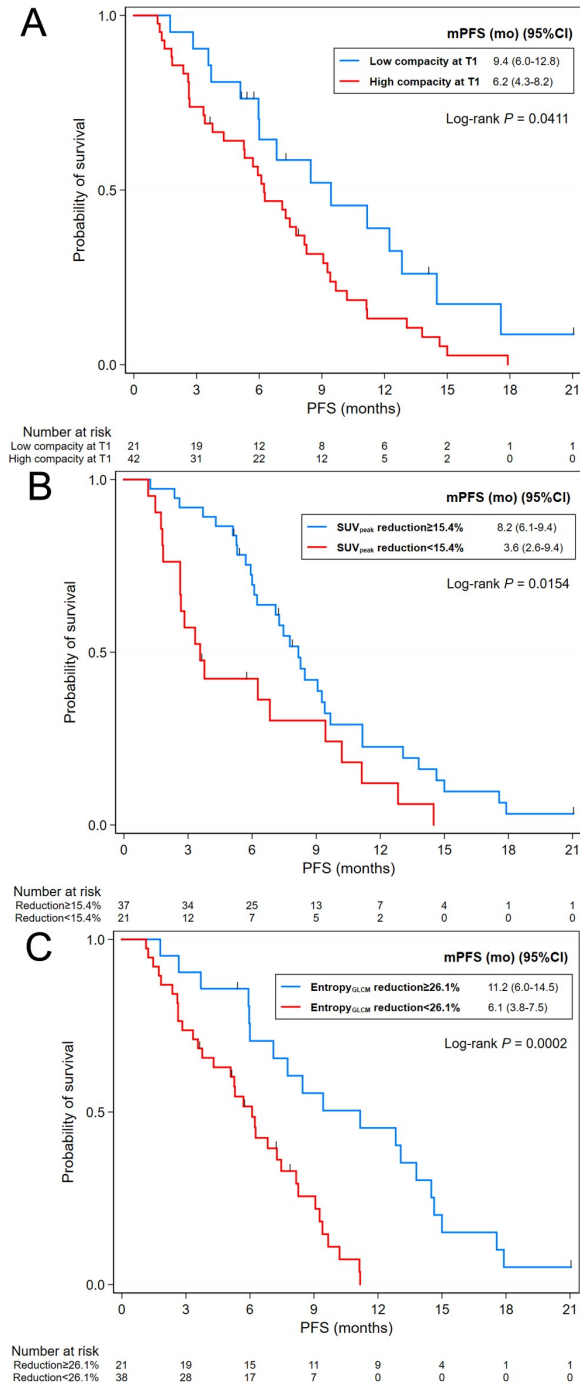 A
mPFS (mo) (95%CI)
Low compacity at T1 9.4 (6.0-12.8)
High compacity at T1 6.2 (4.3-8.2)
Log-rank P = 0.0411
Probability of survival
1.0
0.5
0.0
0 3 6 9 12 15 18 21
PFS (months)
Number at risk
Low compacity at T1 21 19 12 8 6 2 1 1
High compacity at T1 42 31 22 12 5 2 0 0
B
mPFS (mo) (95%CI)
SUVpeak reduction≥15.4% 8.2 (6.1-9.4)
SUVpeak reduction<15.4% 3.6 (2.6-9.4)
Log-rank P = 0.0154
Probability of survival
1.0
0.5
0.0
0 3 6 9 12 15 18 21
PFS (months)
Number at risk
Reduction≥15.4% 37 34 25 13 7 4 1 1
Reduction<15.4% 21 12 7 5 2 0 0 0
C
mPFS (mo) (95%CI)
EntropyGLCM reduction≥26.1% 11.2 (6.0-14.5)
EntropyGLCM reduction<26.1% 6.1 (3.8-7.5)
Log-rank P = 0.0002
Probability of survival
1.0
0.5
0.0
0 3 6 9 12 15 18 21
PFS (months)
Number at risk
Reduction≥26.1% 21 19 15 11 9 4 1 1
Reduction<26.1% 38 28 17 7 0 0 0 0